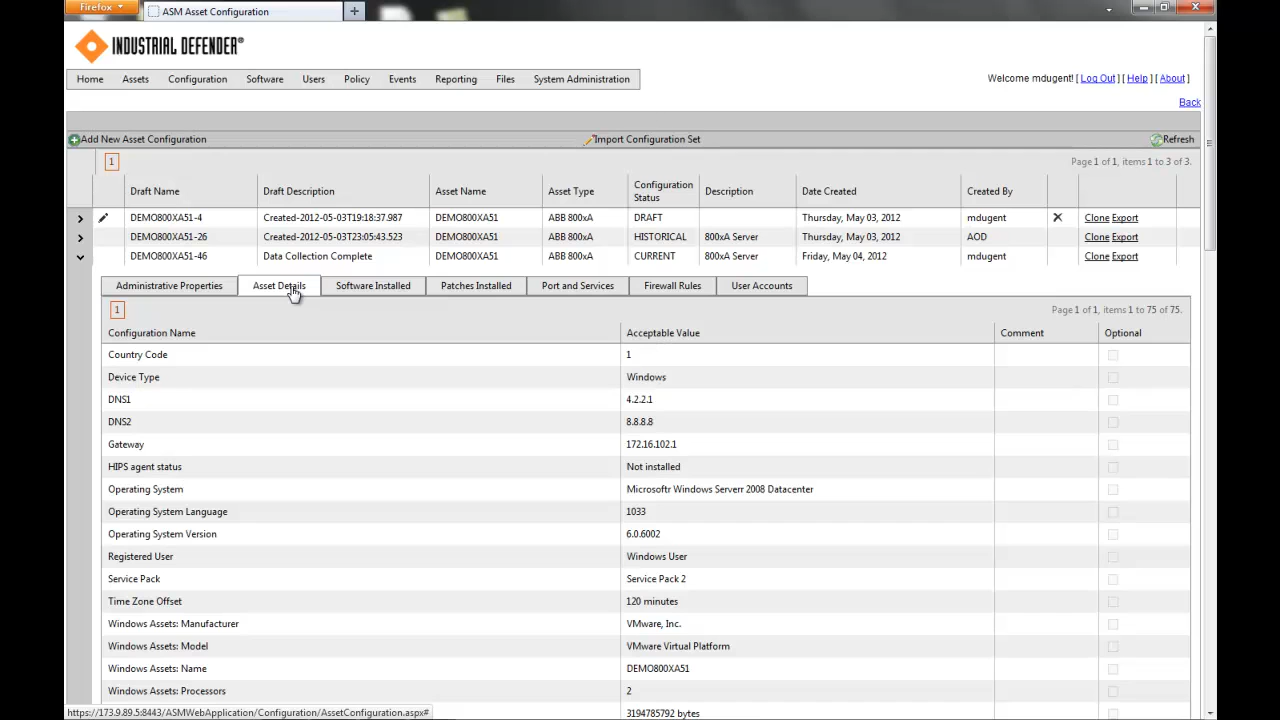 Firefox
ASM Asset Configuration
INDUSTRIAL DEFENDER®
Home Assets Configuration Software Users Policy Events Reporting Files System Administration
Welcome mdugent! [ Log Out ] [ Help ] [ About ]
Back
Add New Asset Configuration Import Configuration Set Refresh
1 Page 1 of 1, items 1 to 3 of 3.
Draft Name Draft Description Asset Name Asset Type Configuration Status Description Date Created Created By
DEMO800XA51-4 Created-2012-05-03T19:18:37.987 DEMO800XA51 ABB 800xA DRAFT Thursday, May 03, 2012 mdugent Clone Export
DEMO800XA51-26 Created-2012-05-03T23:05:43.523 DEMO800XA51 ABB 800xA HISTORICAL 800xA Server Thursday, May 03, 2012 AOD Clone Export
DEMO800XA51-46 Data Collection Complete DEMO800XA51 ABB 800xA CURRENT 800xA Server Friday, May 04, 2012 mdugent Clone Export
Administrative Properties Asset Details Software Installed Patches Installed Port and Services Firewall Rules User Accounts
1 Page 1 of 1, items 1 to 75 of 75.
Configuration Name Acceptable Value Comment Optional
Country Code 1
Device Type Windows
DNS1 4.2.2.1
DNS2 8.8.8.8
Gateway 172.16.102.1
HIPS agent status Not installed
Operating System Microsoftr Windows Serverr 2008 Datacenter
Operating System Language 1033
Operating System Version 6.0.6002
Registered User Windows User
Service Pack Service Pack 2
Time Zone Offset 120 minutes
Windows Assets: Manufacturer VMware, Inc.
Windows Assets: Model VMware Virtual Platform
Windows Assets: Name DEMO800XA51
Windows Assets: Processors 2
3194785792 bytes
https://173.9.89.5:8443/ASMWebApplication/Configuration/AssetConfiguration.aspx#